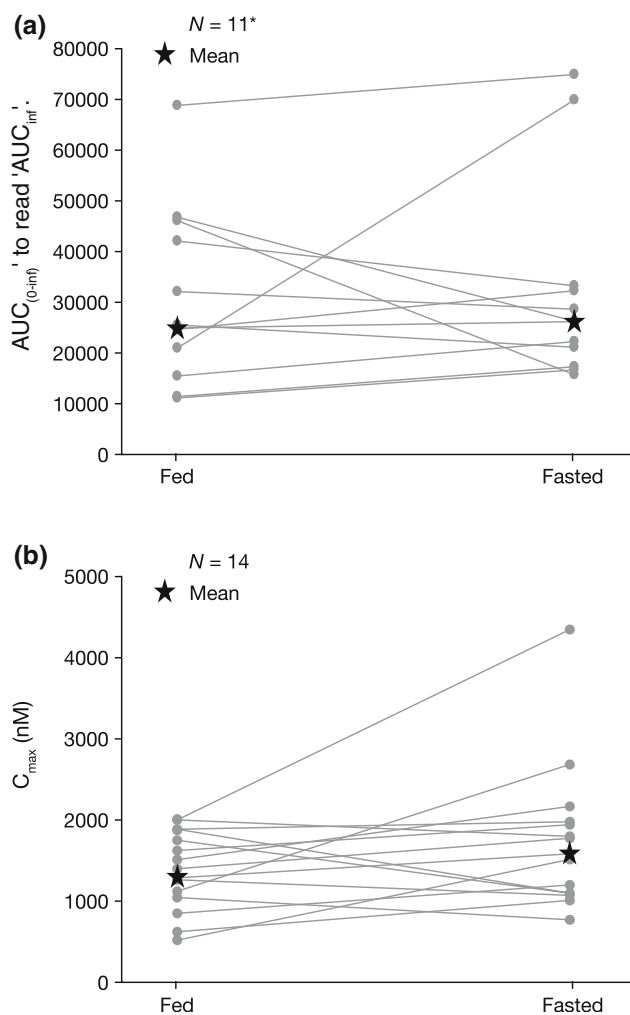 (a)
N = 11*
★ Mean
80000
70000
60000
50000
40000
30000
20000
10000
0
AUC(0-inf)' to read 'AUCinf'.
Fed
Fasted
(b)
N = 14
★ Mean
5000
4000
3000
2000
1000
0
Cmax (nM)
Fed
Fasted